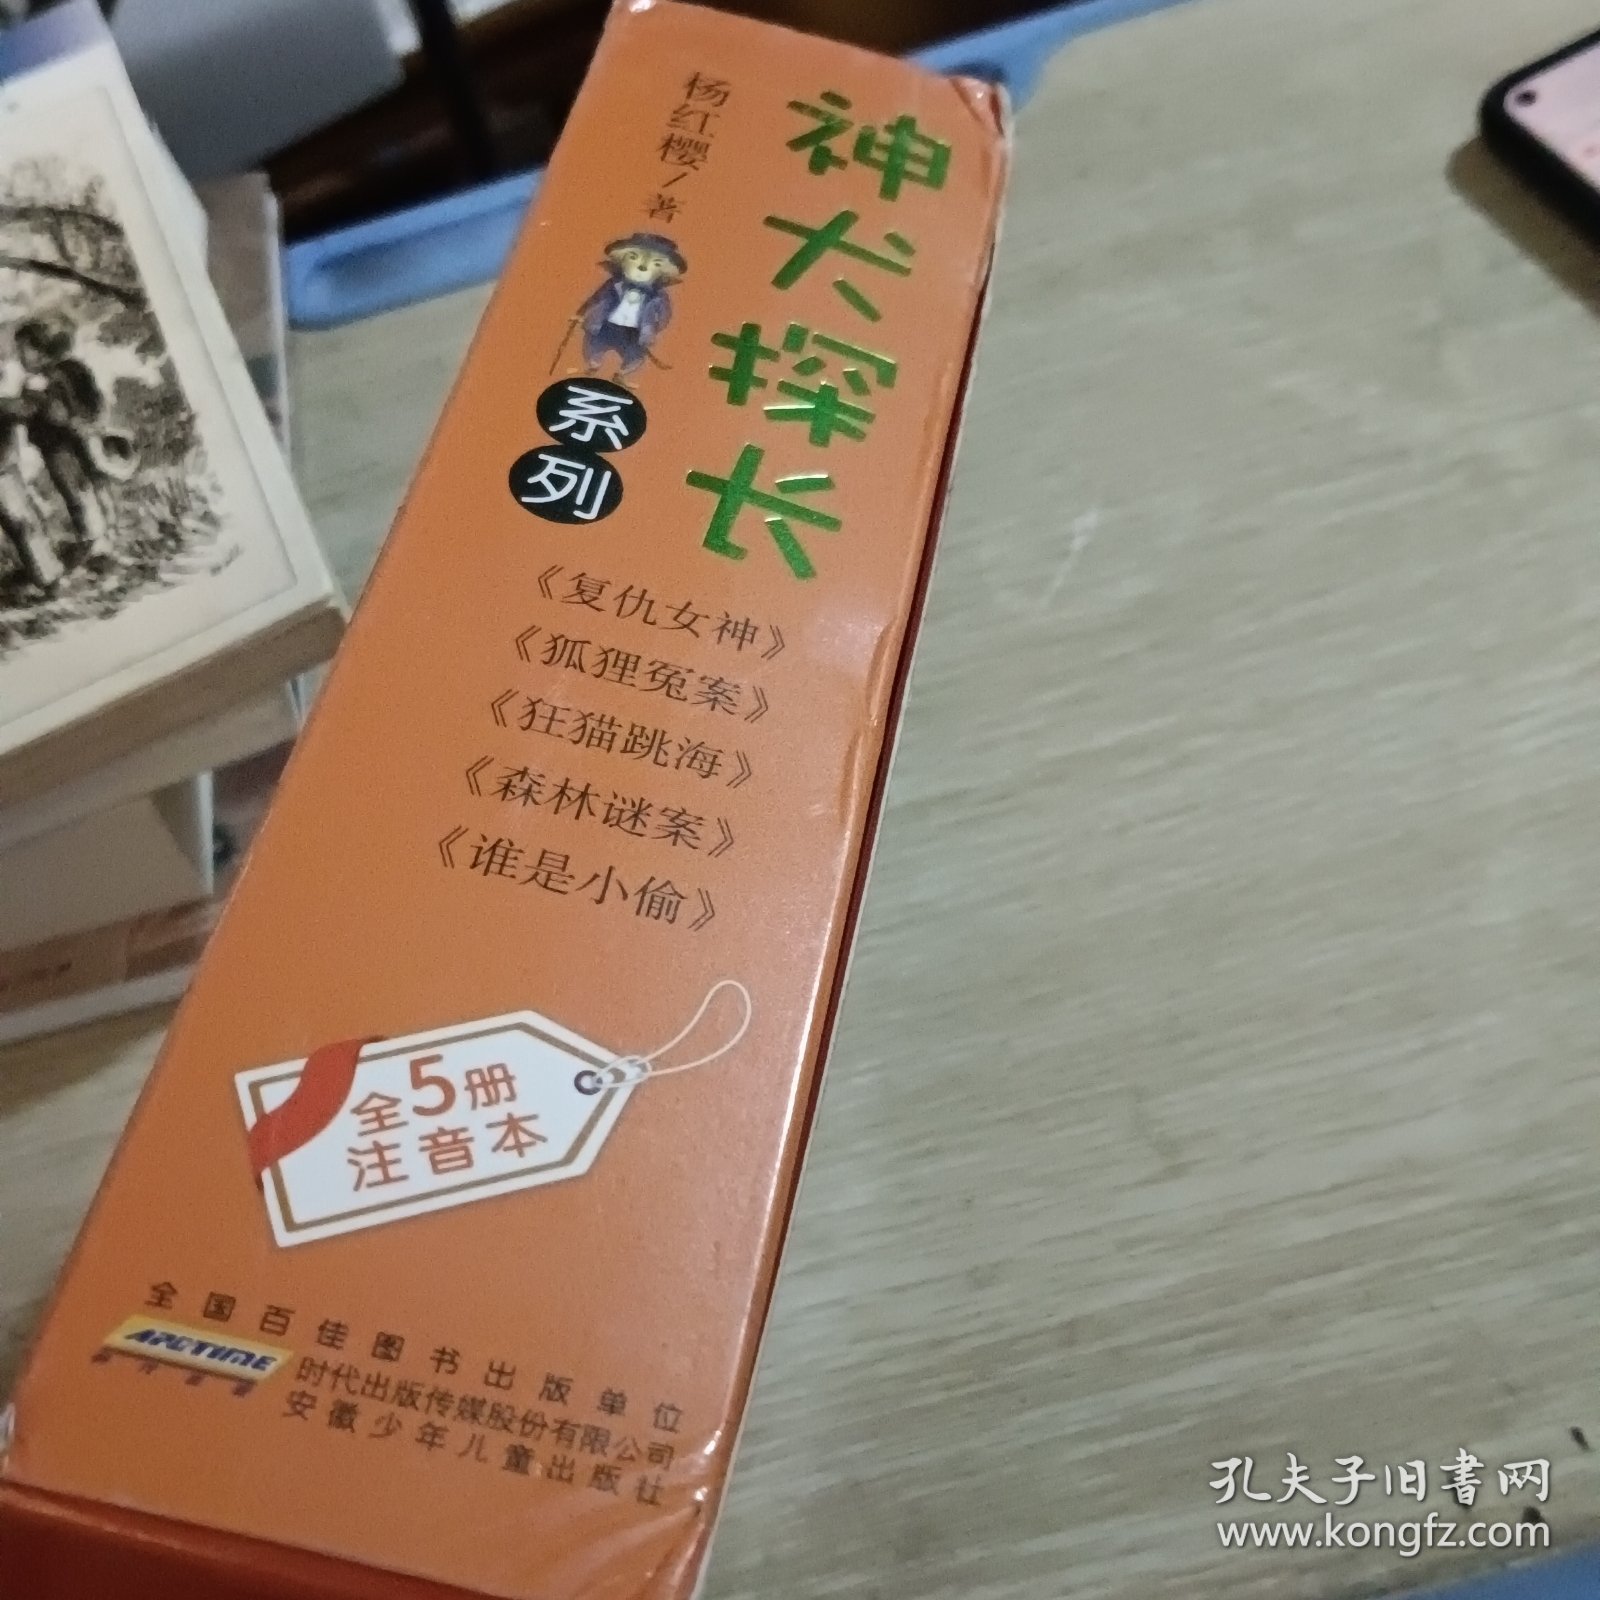 杨红樱/著
神犬探长
系列
《复仇女神》
《狐狸冤案》
《狂猫跳海》
《森林谜案》
《谁是小偷》
全5册
注音本
全国百佳图书出版单位
APCTIME
时代出版传媒股份有限公司
安徽少年儿童出版社
孔夫子旧书网
www.kongfz.com